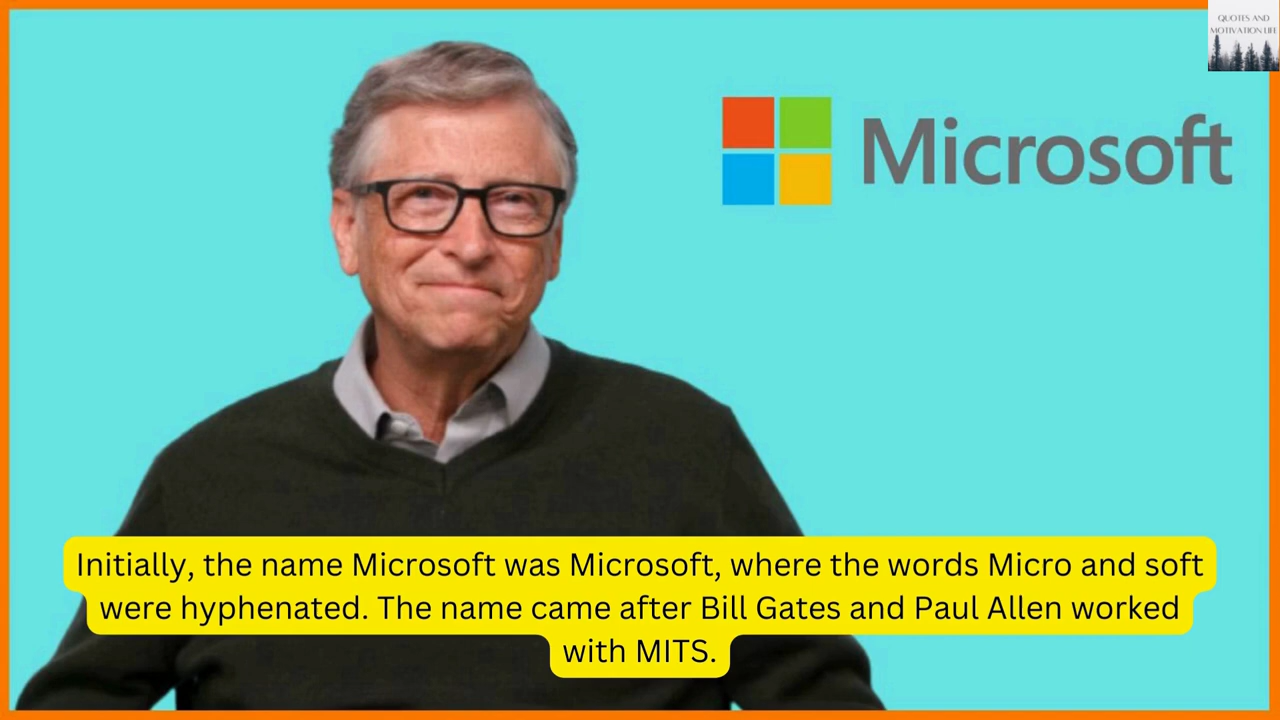 QUOTES AND
MOTIVATION LIFE
Microsoft
Initially, the name Microsoft was Microsoft, where the words Micro and soft
were hyphenated. The name came after Bill Gates and Paul Allen worked
with MITS.